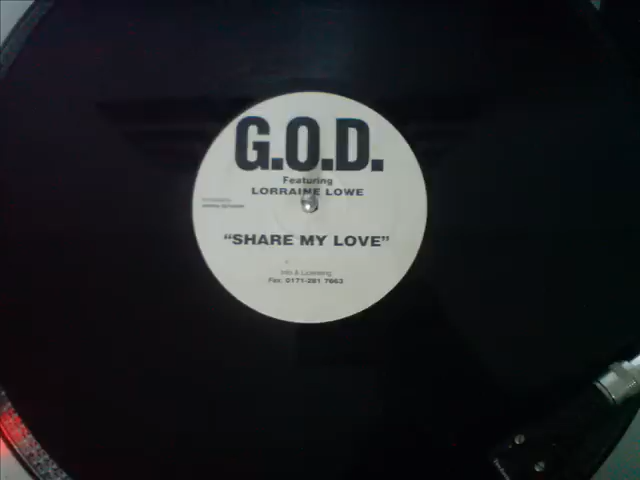 G.O.D.
Featuring
LORRAINE LOWE
“SHARE MY LOVE”
Info & Licensing
Fax. 0171-281 7663